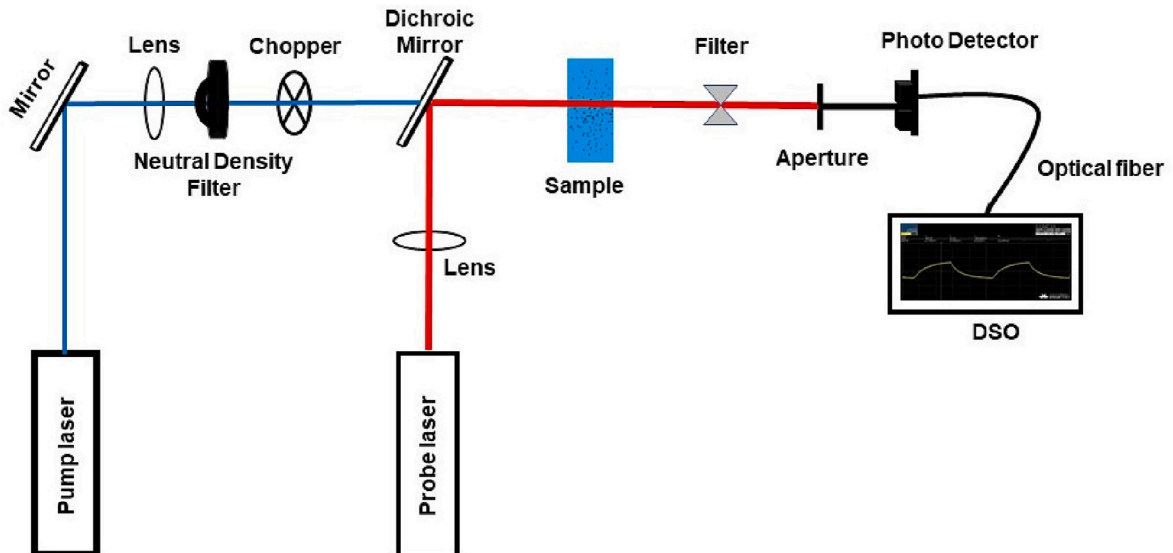 Dichroic
Mirror
Lens
Chopper
Filter
Photo Detector
Mirror
Neutral Density
Filter
Sample
Aperture
Optical fiber
Lens
DSO
Pump laser
Probe laser